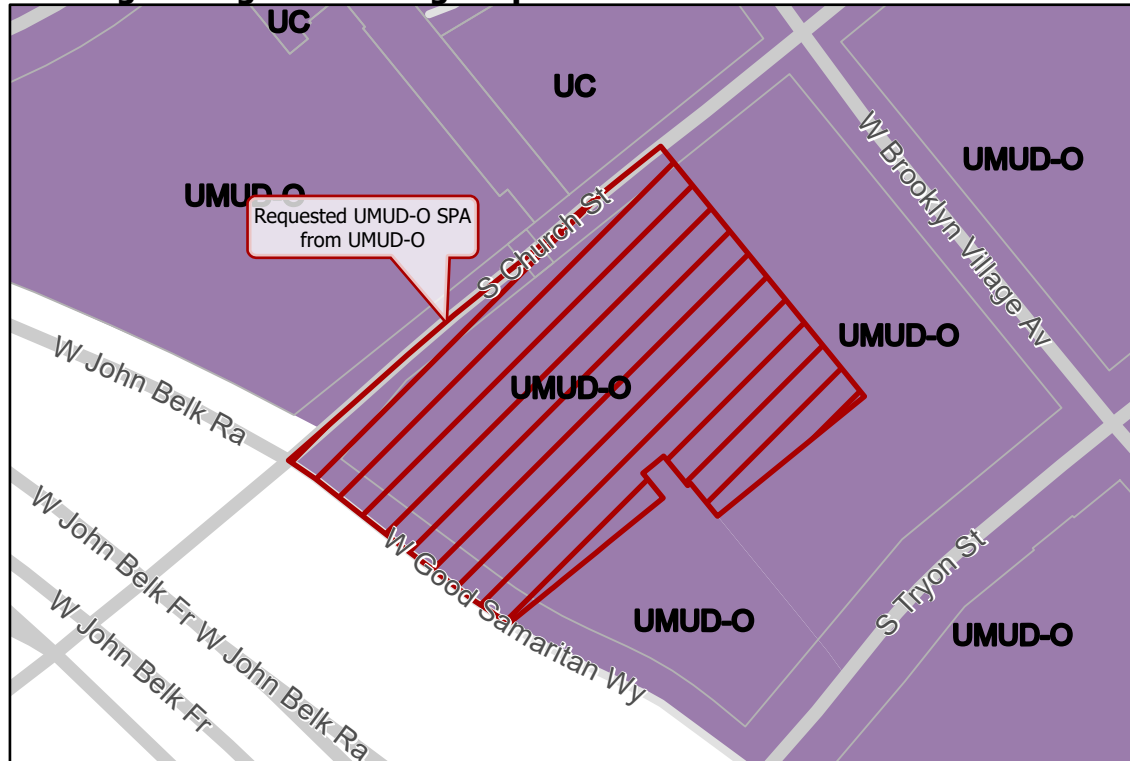 UC
UC
UMUD-O
W Brooklyn Village Av
UMUD-O
Requested UMUD-O SPA
from UMUD-O
S Church St
UMUD-O
UMUD-O
W John Belk Ra
W John Belk Fr
W Good Samaritan Wy
S Tryon St
UMUD-O
UMUD-O
W John Belk Ra
W John Belk Fr